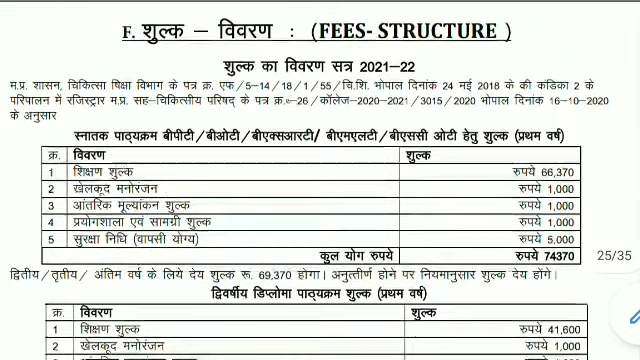 F. शुल्क – विवरण : (FEES- STRUCTURE )
शुल्क का विवरण सत्र 2021–22
म.प्र. शासन, चिकित्सा षिक्षा विभाग के पत्र क्र. एफ/5–14/18/1/55/चि.शि. भोपाल दिनांक 24 मई 2018 के की कंडिका 2 के
परिपालन में रजिस्ट्रार म.प्र. सह–चिकित्सीय परिषद के पत्र क्र.e–26/कॉलेज–2020–2021/3015/2020 भोपाल दिनांक 16–10–2020
के अनुसार
स्नातक पाठ्यक्रम बीपीटी/बीओटी/बीएक्सआरटी/ बीएमएलटी/बीएससी ओटी हेतु शुल्क (प्रथम वर्ष)
क्र. विवरण शुल्क
1 शिक्षण शुल्क रुपये 66,370
2 खेलकूद मनोरंजन रुपये 1,000
3 आंतरिक मूल्यांकन शुल्क रुपये 1,000
4 प्रयोगशाला एवं सामग्री शुल्क रुपये 1,000
5 सुरक्षा निधि (वापसी योग्य) रुपये 5,000
कुल योग रुपये रुपये 74370
25/35
द्वितीय/तृतीय/ अंतिम वर्ष के लिये देय शुल्क रू. 69,370 होगा। अनुत्तीर्ण होने पर नियमानुसार शुल्क देय होंगे।
द्विवर्षीय डिप्लोमा पाठ्यक्रम शुल्क (प्रथम वर्ष)
क्र. विवरण शुल्क
1 शिक्षण शुल्क रुपये 41,600
2 खेलकूद मनोरंजन रुपये 1,000